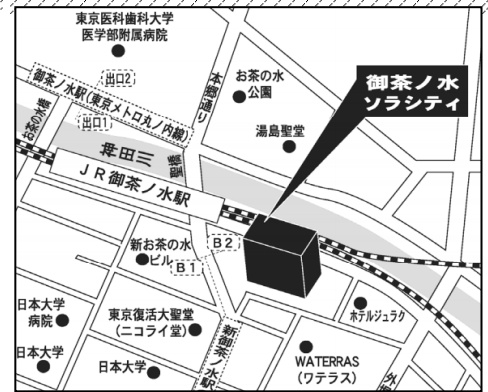 東京医科歯科大学
医学部附属病院
御茶ノ水駅(東京メトロ丸ノ内線)
出口2
出口1
お茶の水橋
本郷通り
お茶の水
公園
湯島聖堂
御茶ノ水
ソラシティ
神田川
聖橋
JR御茶ノ水駅
新お茶の水
ビル
B2
B1
日本大学
病院
東京復活大聖堂
(ニコライ堂)
新御茶ノ水駅
ホテルジュラク
日本大学
日本大学
WATERRAS
(ワテラス)